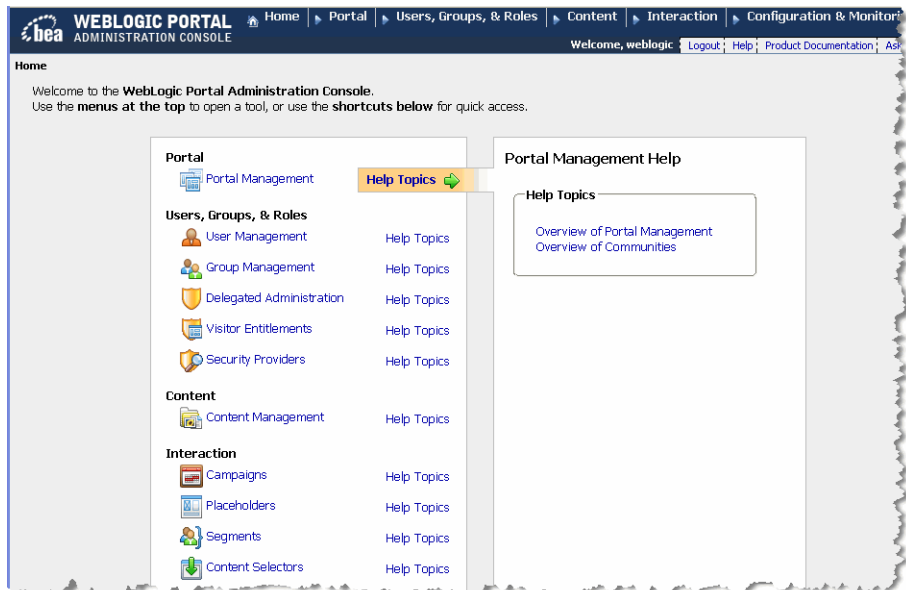 bea WEBLOGIC PORTAL ADMINISTRATION CONSOLE
Home Portal Users, Groups, & Roles Content Interaction Configuration &
Welcome, weblogic Logout Help Product Documentation
Home
Welcome to the WebLogic Portal Administration Console.
Use the menus at the top to open a tool, or use the shortcuts below for quick access.
Portal
Portal Management Help Topics
Users, Groups, & Roles
User Management Help Topics
Group Management Help Topics
Delegated Administration Help Topics
Visitor Entitlements Help Topics
Security Providers Help Topics
Content
Content Management Help Topics
Interaction
Campaigns Help Topics
Placeholders Help Topics
Segments Help Topics
Content Selectors Help Topics
Portal Management Help
Help Topics
Overview of Portal Management
Overview of Communities